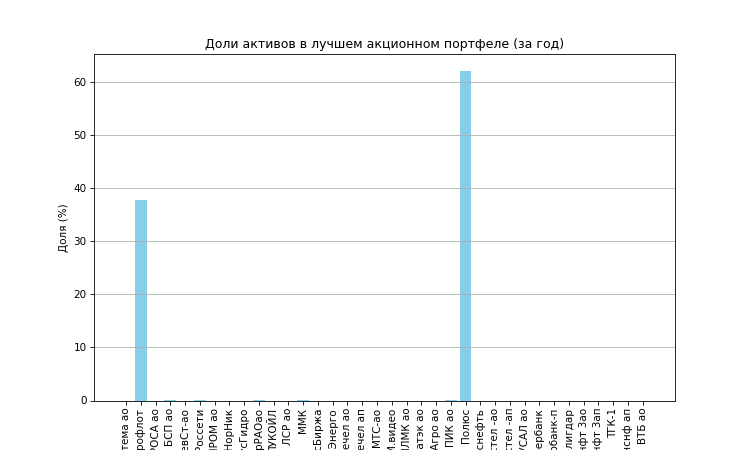 Доли активов в лучшем акционном портфеле (за год)
Доля (%)
60
50
40
30
20
10
0
тема ао
рофлот
РОСА ао
БСП ао
евСт-ао
Россети
ПРОМ ао
НорНик
сГидро
рРАОао
ЛУКОЙЛ
ЛСР ао
ММК
сБиржа
Энерго
ечел ао
ечел ап
МТС-ао
М.видео
ЛМК ао
атэк ао
Агро ао
ПИК ао
Полюс
снефть
стел -ао
стел -ап
УСАЛ ао
ербанк
рбанк-п
лигдар
нфт 3ао
нфт 3ап
ТГК-1
нснф ап
ВТБ ао